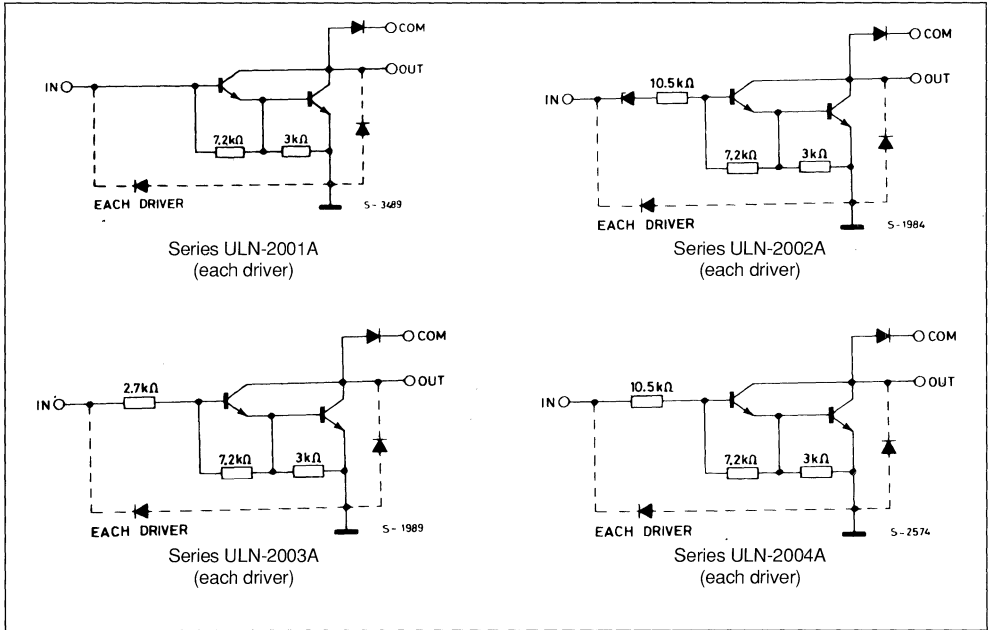 COM
OUT
IN
7.2kΩ
3kΩ
EACH DRIVER
S-3489
Series ULN-2001A
(each driver)
COM
OUT
10.5kΩ
IN
7.2kΩ
3kΩ
EACH DRIVER
S-1984
Series ULN-2002A
(each driver)
COM
OUT
2.7kΩ
IN
7.2kΩ
3kΩ
EACH DRIVER
S-1989
Series ULN-2003A
(each driver)
COM
OUT
10.5kΩ
IN
7.2kΩ
3kΩ
EACH DRIVER
S-2574
Series ULN-2004A
(each driver)